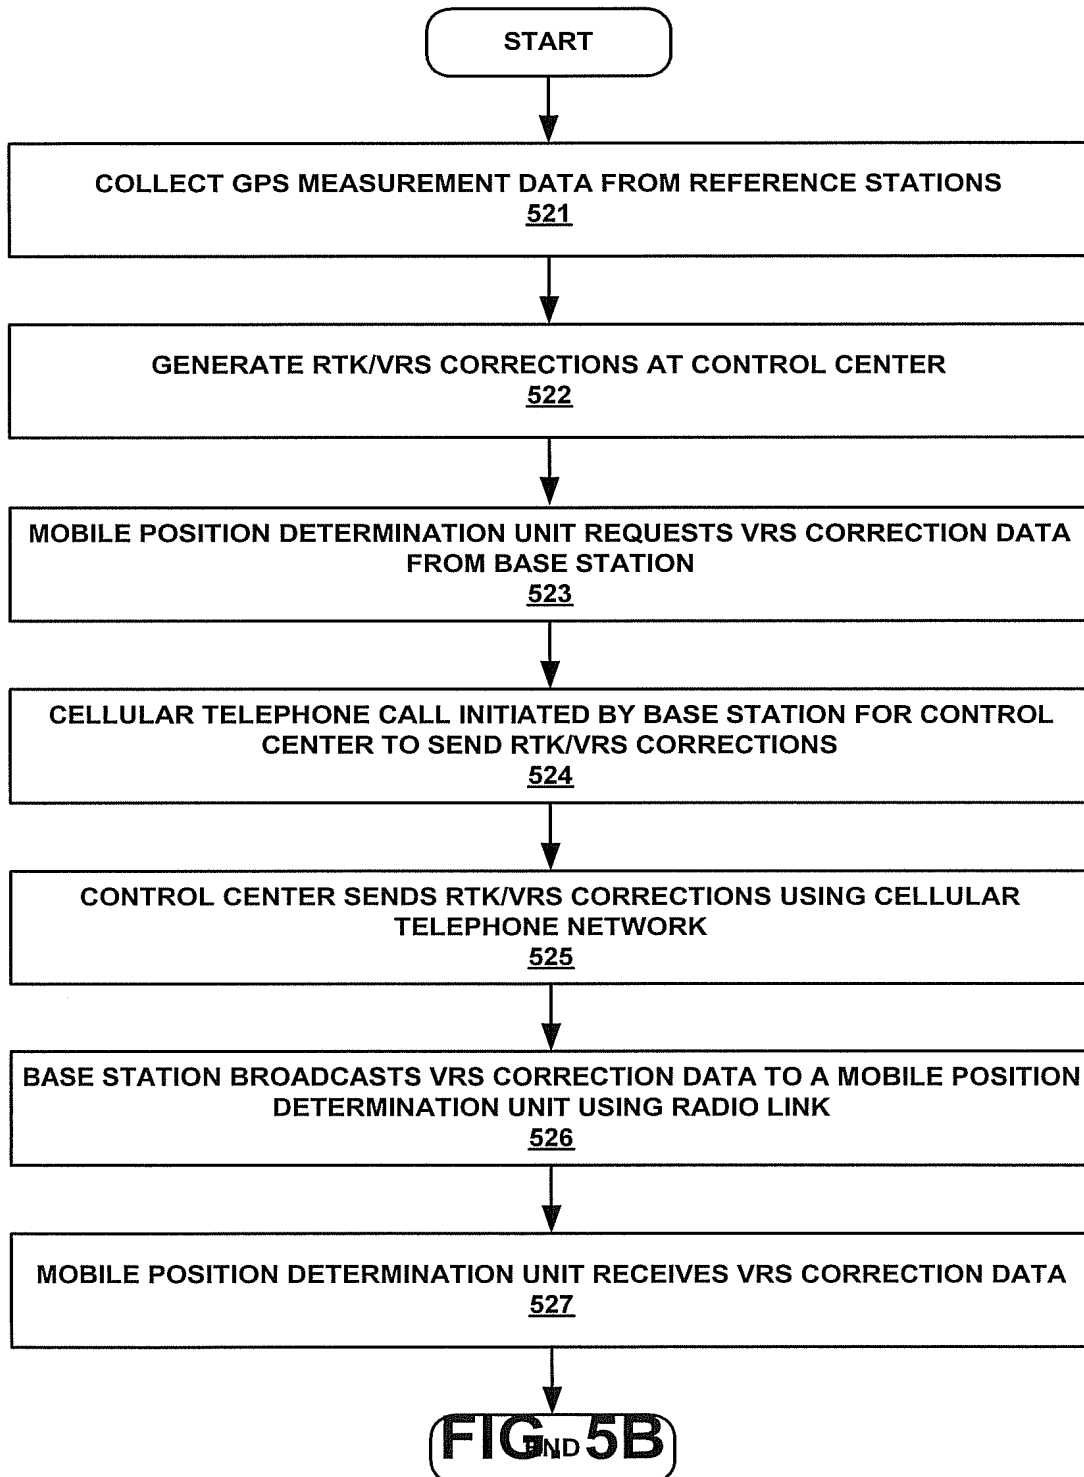 START
COLLECT GPS MEASUREMENT DATA FROM REFERENCE STATIONS
521
GENERATE RTK/VRS CORRECTIONS AT CONTROL CENTER
522
MOBILE POSITION DETERMINATION UNIT REQUESTS VRS CORRECTION DATA
FROM BASE STATION
523
CELLULAR TELEPHONE CALL INITIATED BY BASE STATION FOR CONTROL
CENTER TO SEND RTK/VRS CORRECTIONS
524
CONTROL CENTER SENDS RTK/VRS CORRECTIONS USING CELLULAR
TELEPHONE NETWORK
525
BASE STATION BROADCASTS VRS CORRECTION DATA TO A MOBILE POSITION
DETERMINATION UNIT USING RADIO LINK
526
MOBILE POSITION DETERMINATION UNIT RECEIVES VRS CORRECTION DATA
527
END
FIG. 5B